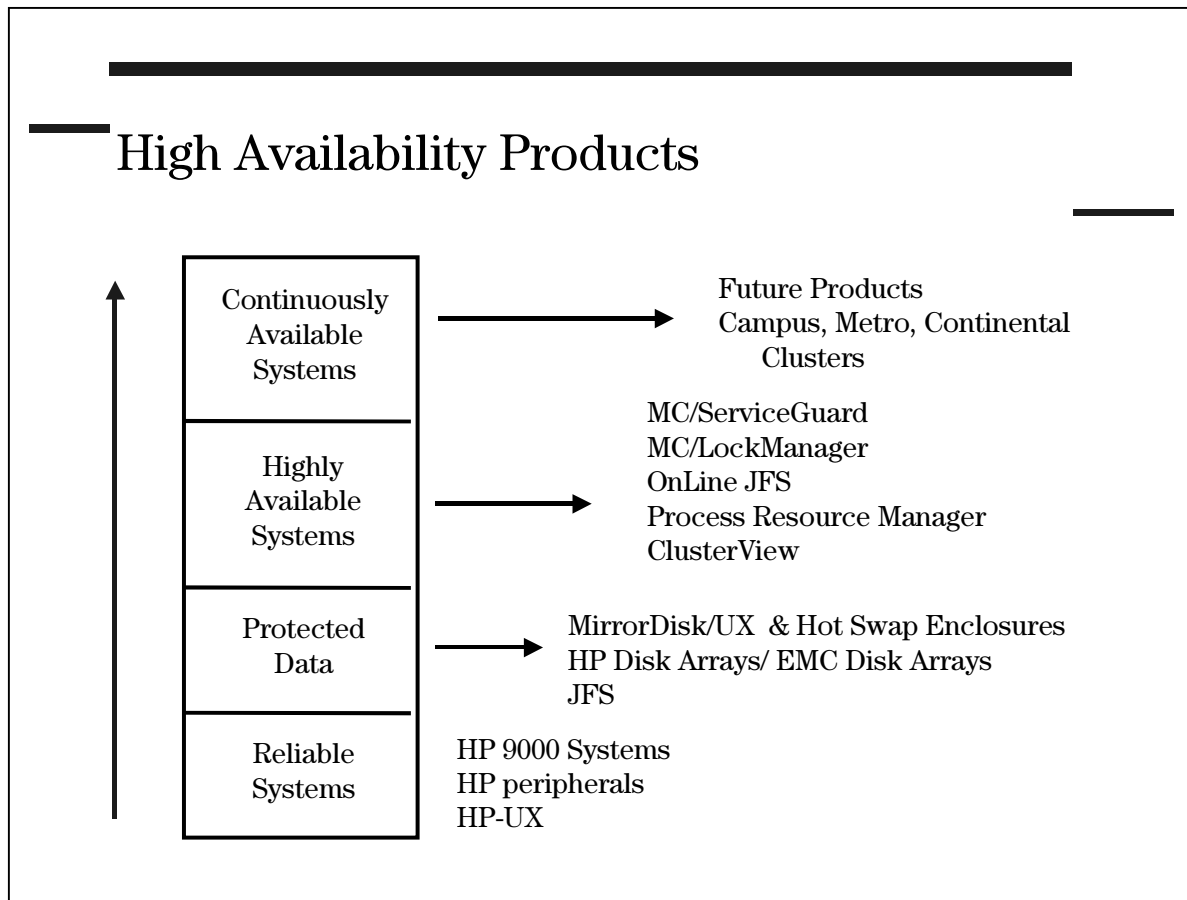 High Availability Products
Continuously
Available
Systems
Future Products
Campus, Metro, Continental
Clusters
Highly
Available
Systems
MC/ServiceGuard
MC/LockManager
OnLine JFS
Process Resource Manager
ClusterView
Protected
Data
MirrorDisk/UX & Hot Swap Enclosures
HP Disk Arrays/ EMC Disk Arrays
JFS
Reliable
Systems
HP 9000 Systems
HP peripherals
HP-UX